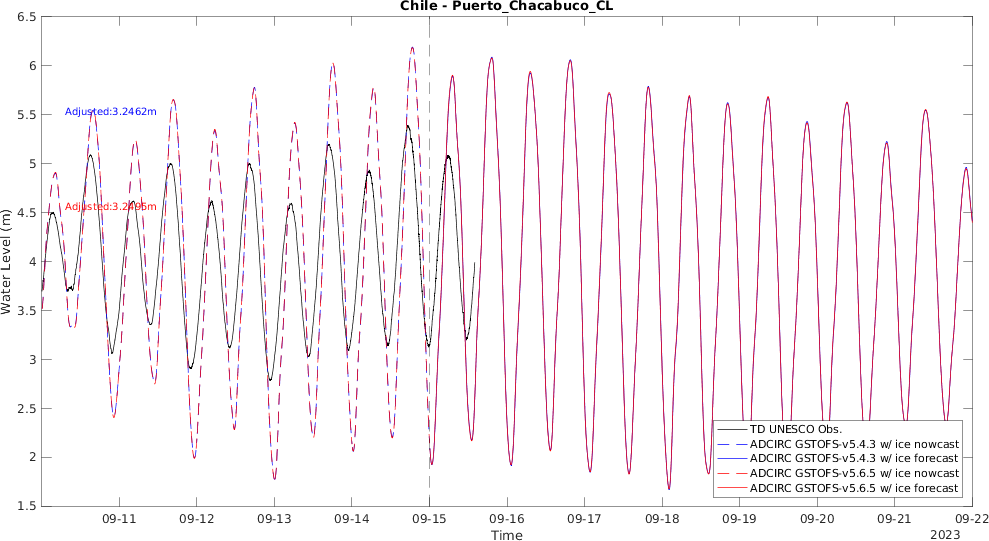 Chile - Puerto_Chacabuco_CL
6.5
6
5.5
5
4.5
4
3.5
3
2.5
2
1.5
Water Level (m)
Adjusted:3.2462m
Adjusted:3.2495m
TD UNESCO Obs.
ADCIRC GSTOFS-v5.4.3 w/ ice nowcast
ADCIRC GSTOFS-v5.4.3 w/ ice forecast
ADCIRC GSTOFS-v5.6.5 w/ ice nowcast
ADCIRC GSTOFS-v5.6.5 w/ ice forecast
09-11 09-12 09-13 09-14 09-15 09-16 09-17 09-18 09-19 09-20 09-21 09-22
Time
2023